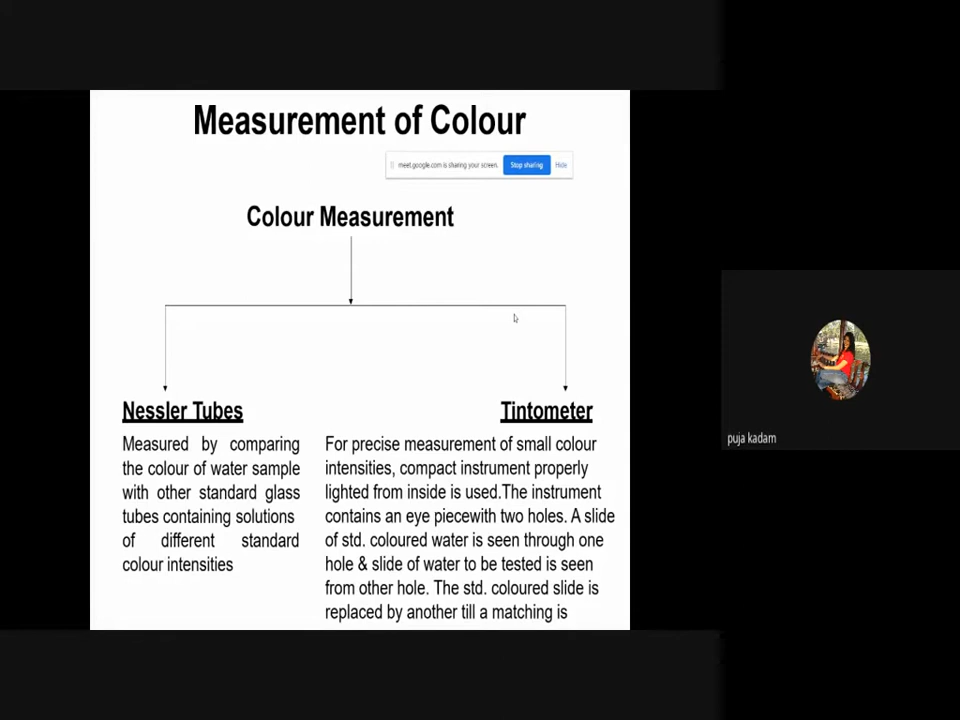 Measurement of Colour
meet.google.com is sharing your screen.
Stop sharing
Hide
Colour Measurement
Nessler Tubes
Measured by comparing
the colour of water sample
with other standard glass
tubes containing solutions
of different standard
colour intensities
Tintometer
For precise measurement of small colour
intensities, compact instrument properly
lighted from inside is used.The instrument
contains an eye piecewith two holes. A slide
of std. coloured water is seen through one
hole & slide of water to be tested is seen
from other hole. The std. coloured slide is
replaced by another till a matching is
puja kadam